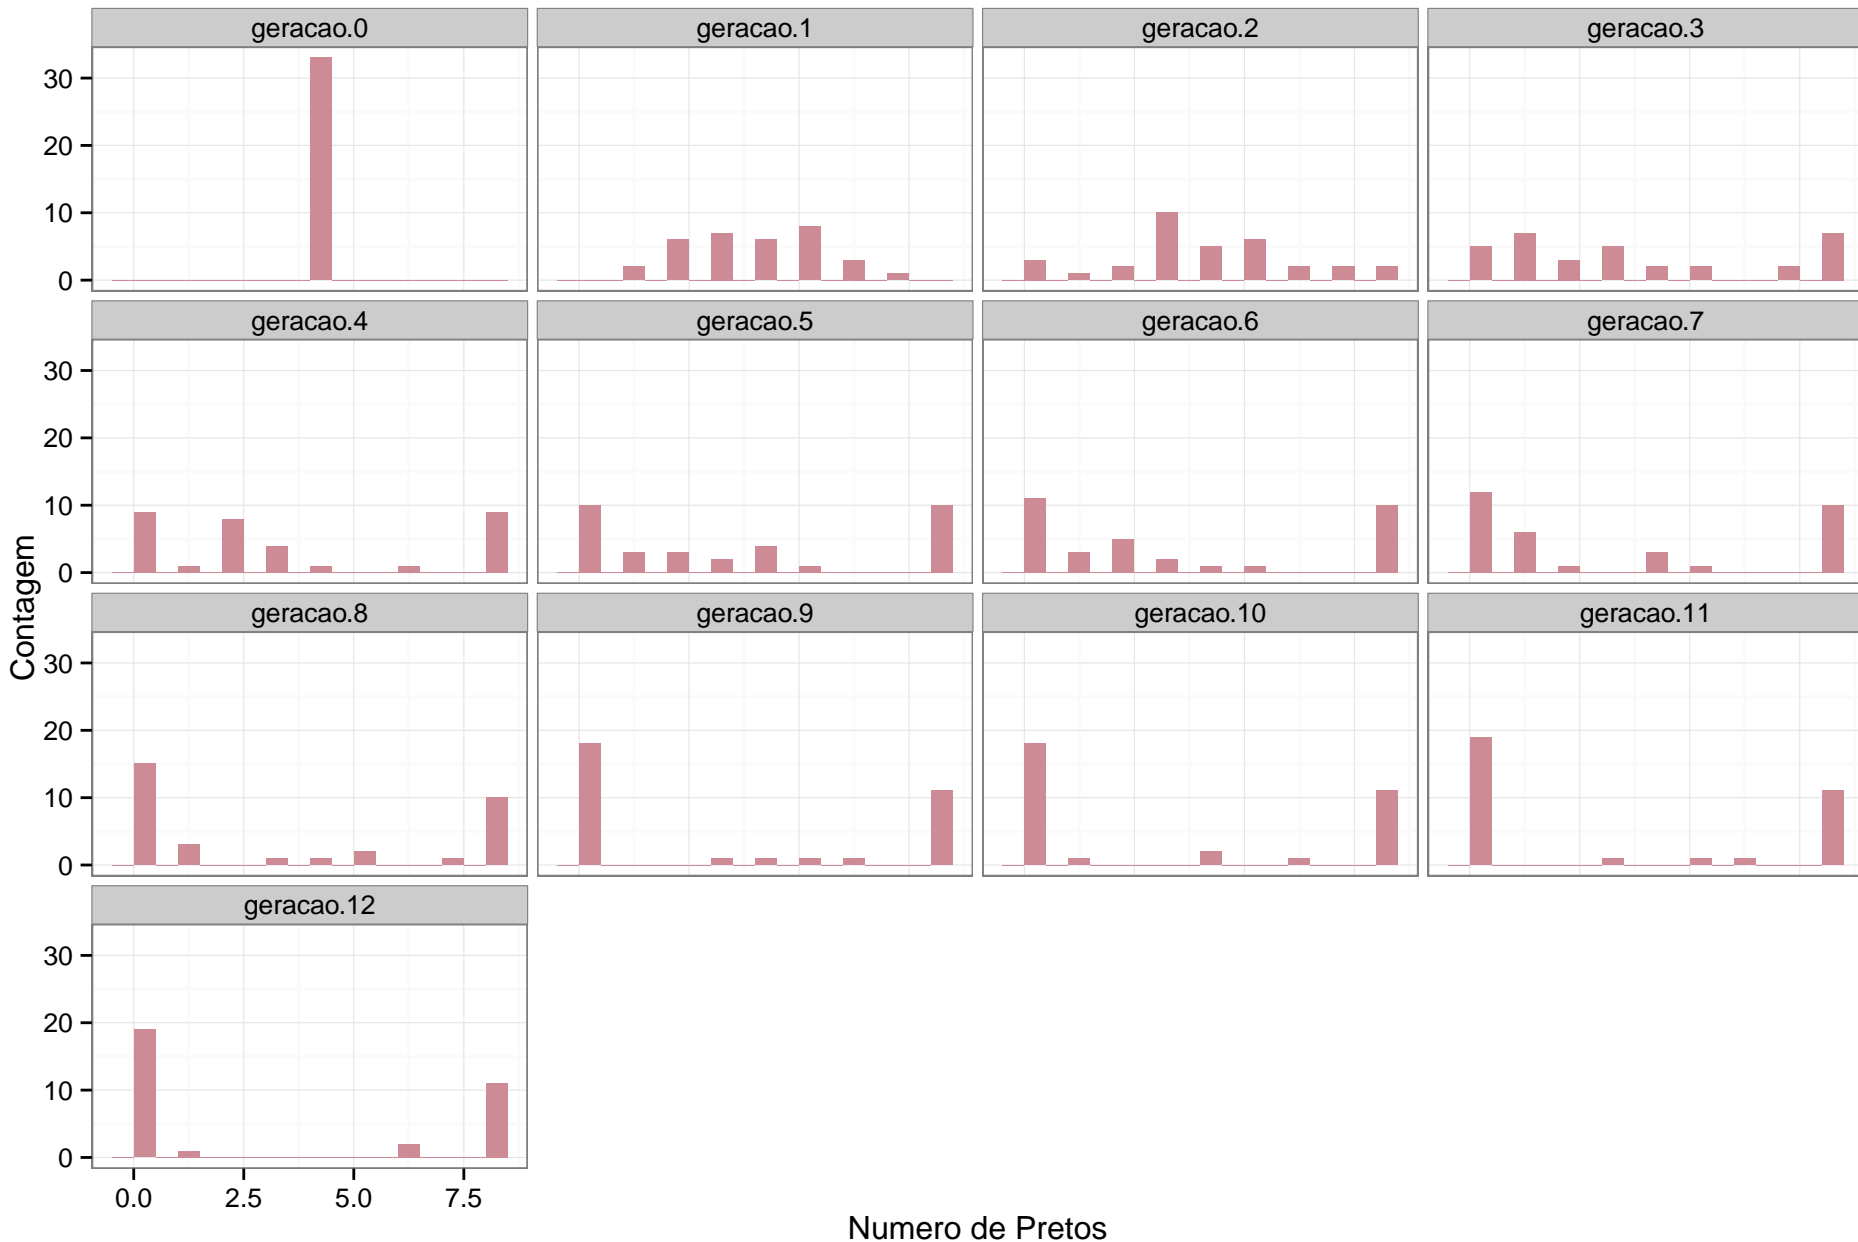 geracao.0 geracao.1 geracao.2 geracao.3
30
20
10
0
geracao.4 geracao.5 geracao.6 geracao.7
30
20
10
0
geracao.8 geracao.9 geracao.10 geracao.11
30
20
10
0
geracao.12
30
20
10
0
0.0 2.5 5.0 7.5
Contagem
Numero de Pretos